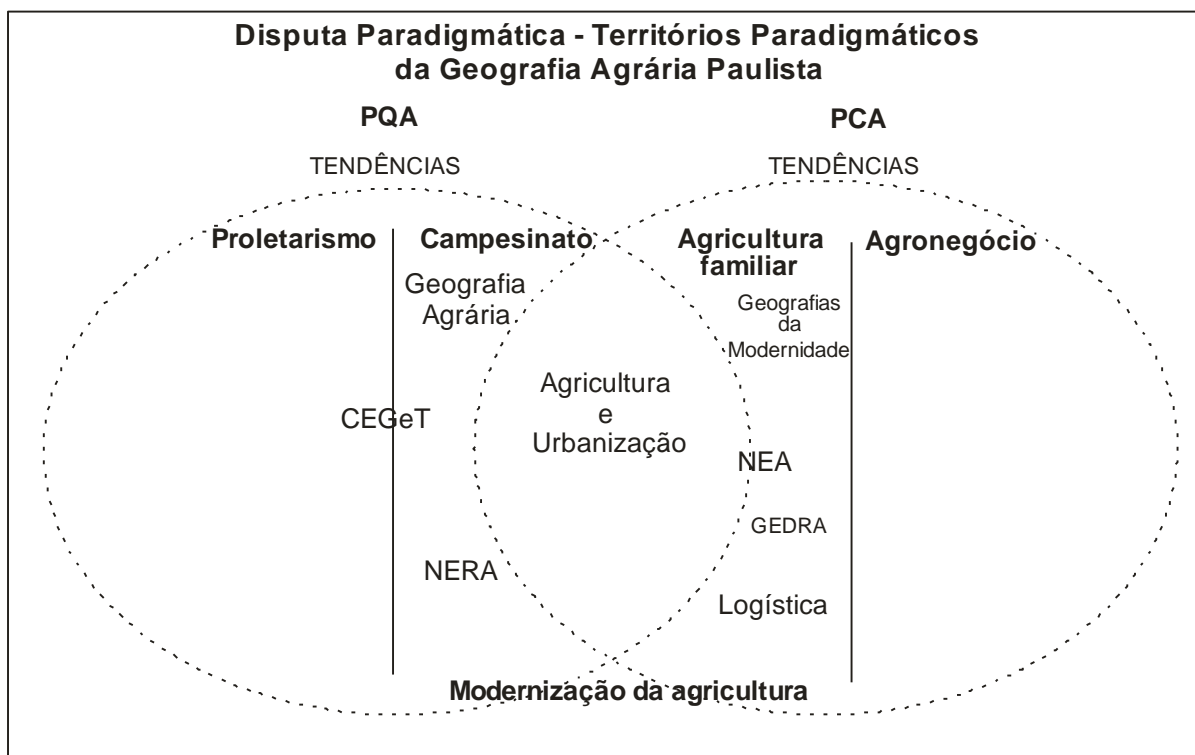 Disputa Paradigmática - Territórios Paradigmáticos
da Geografia Agrária Paulista
PQA
PCA
TENDÊNCIAS
TENDÊNCIAS
Proletarismo
Campesinato
Agricultura
familiar
Agronegócio
Geografia
Agrária
Geografias
da
Modernidade
Agricultura
e
Urbanização
CEGeT
NEA
GEDRA
NERA
Logística
Modernização da agricultura